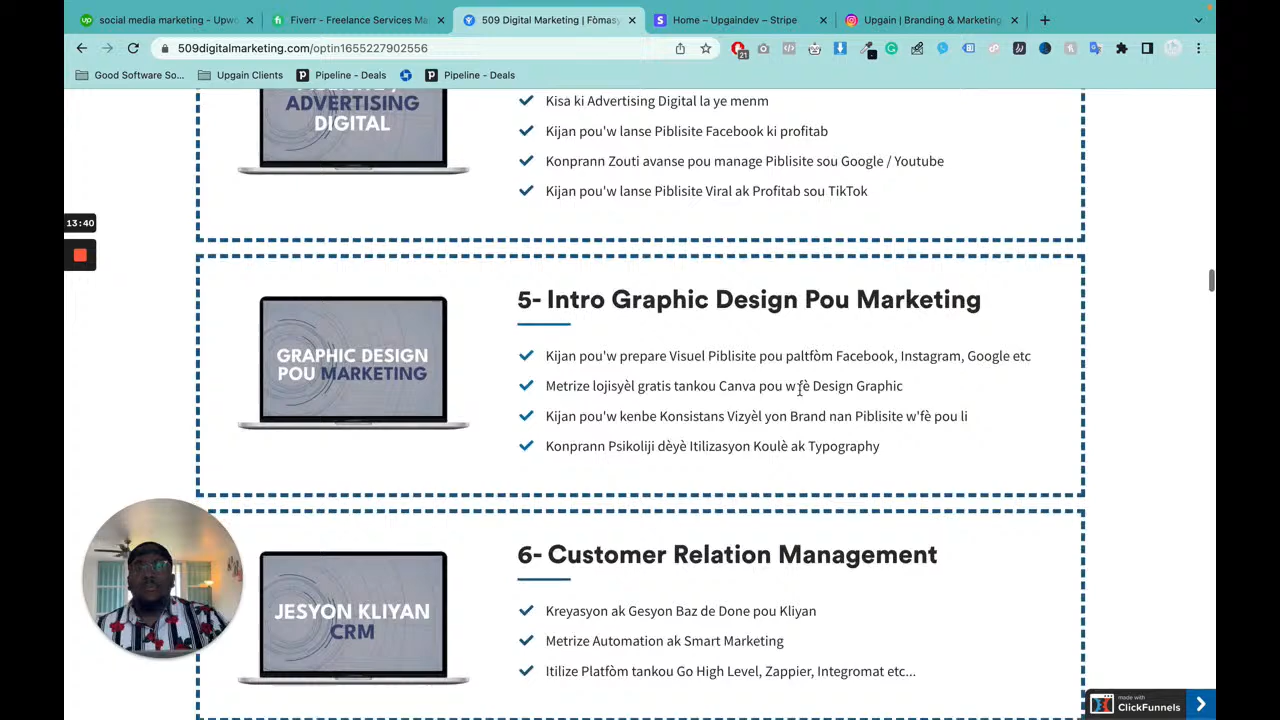 social media marketing - Upwo
Fiverr - Freelance Services Ma
509 Digital Marketing | Fòmasy
Home – Upgaindev – Stripe
Upgain | Branding & Marketing
509digitalmarketing.com/optin1655227902556
21
Good Software So...
Upgain Clients
Pipeline - Deals
Pipeline - Deals
ADVERTISING
DIGITAL
Kisa ki Advertising Digital la ye menm
Kijan pou'w lanse Piblisite Facebook ki profitab
Konprann Zouti avanse pou manage Piblisite sou Google / Youtube
Kijan pou'w lanse Piblisite Viral ak Profitab sou TikTok
13:40
5- Intro Graphic Design Pou Marketing
GRAPHIC DESIGN
POU MARKETING
Kijan pou'w prepare Visuel Piblisite pou paltfòm Facebook, Instagram, Google etc
Metrize lojisyèl gratis tankou Canva pou w'fè Design Graphic
Kijan pou'w kenbe Konsistans Vizyèl yon Brand nan Piblisite w'fè pou li
Konprann Psikoliji dèyè Itilizasyon Koulè ak Typography
6- Customer Relation Management
JESYON KLIYAN
CRM
Kreyasyon ak Gesyon Baz de Done pou Kliyan
Metrize Automation ak Smart Marketing
Itilize Platfòm tankou Go High Level, Zappier, Integromat etc...
made with
ClickFunnels